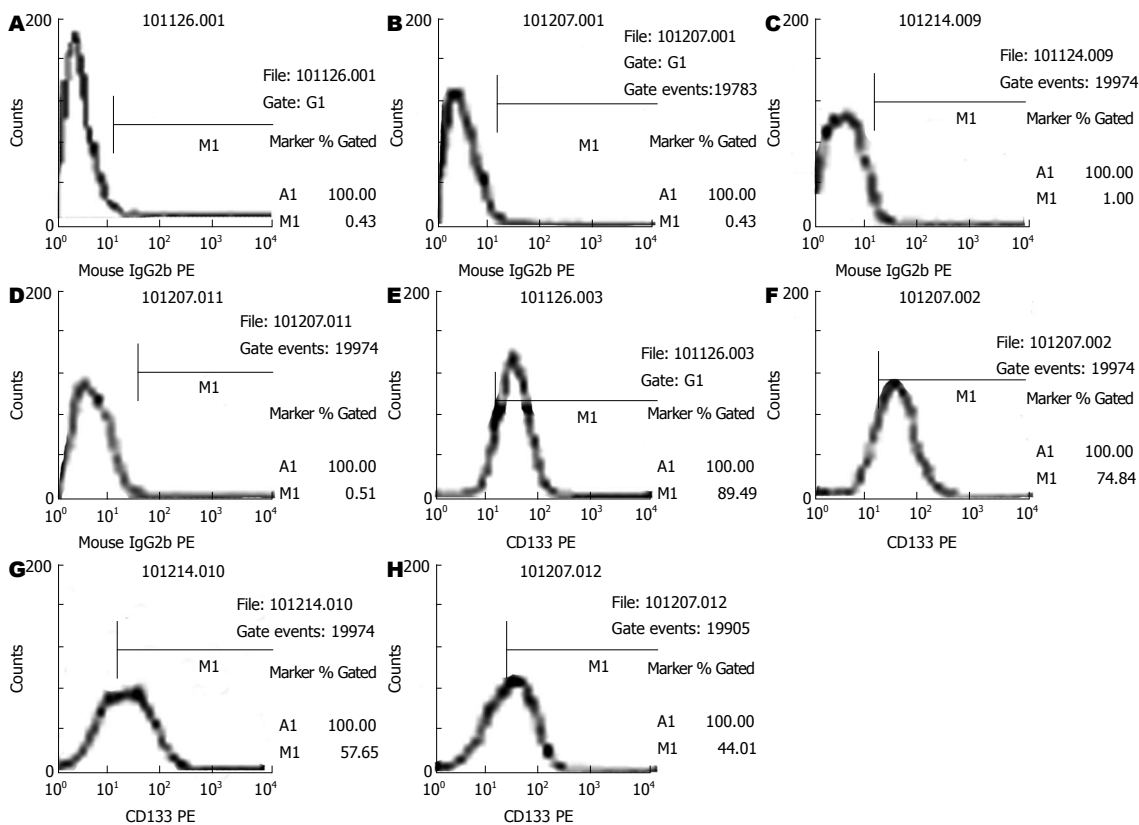 A
101126.001
200
Counts
0
File: 101126.001
Gate: G1
M1
Marker % Gated
A1 100.00
M1 0.43
10^0 10^1 10^2 10^3 10^4
Mouse IgG2b PE
B
101207.001
200
Counts
0
File: 101207.001
Gate: G1
Gate events:19783
M1
Marker % Gated
A1 100.00
M1 0.43
10^0 10^1 10^2 10^3 10^4
Mouse IgG2b PE
C
101214.009
200
Counts
0
File: 101124.009
Gate events: 19974
M1
Marker % Gated
A1 100.00
M1 1.00
10^0 10^1 10^2 10^3 10^4
Mouse IgG2b PE
D
101207.011
200
Counts
0
File: 101207.011
Gate events: 19974
M1
Marker % Gated
A1 100.00
M1 0.51
10^0 10^1 10^2 10^3 10^4
Mouse IgG2b PE
E
101126.003
200
Counts
0
File: 101126.003
Gate: G1
M1
Marker % Gated
A1 100.00
M1 89.49
10^0 10^1 10^2 10^3 10^4
CD133 PE
F
101207.002
200
Counts
0
File: 101207.002
Gate events: 19974
M1
Marker % Gated
A1 100.00
M1 74.84
10^0 10^1 10^2 10^3 10^4
CD133 PE
G
101214.010
200
Counts
0
File: 101214.010
Gate events: 19974
M1
Marker % Gated
A1 100.00
M1 57.65
10^0 10^1 10^2 10^3 10^4
CD133 PE
H
101207.012
200
Counts
0
File: 101207.012
Gate events: 19905
M1
Marker % Gated
A1 100.00
M1 44.01
10^0 10^1 10^2 10^3 10^4
CD133 PE